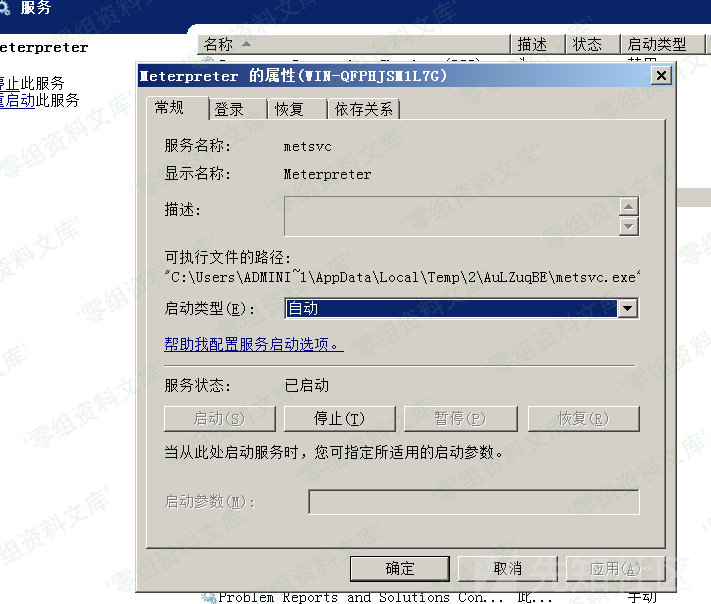 服务
名称 描述 状态 启动类型
eterpreter
停止此服务
重启动此服务
Meterpreter 的属性(WIN-QFPHJSM1L7G)
常规 登录 恢复 依存关系
服务名称: metsvc
显示名称: Meterpreter
描述:
可执行文件的路径:
"C:\Users\ADMINI~1\AppData\Local\Temp\2\AuLZuqBE\metsvc.exe"
启动类型(E): 自动
帮助我配置服务启动选项。
服务状态: 已启动
启动(S) 停止(T) 暂停(P) 恢复(R)
当从此处启动服务时，您可指定所适用的启动参数。
启动参数(M):
确定 取消 应用(A)
Problem Reports and Solutions Con... 此... 手动
零组资料文库
先知社区